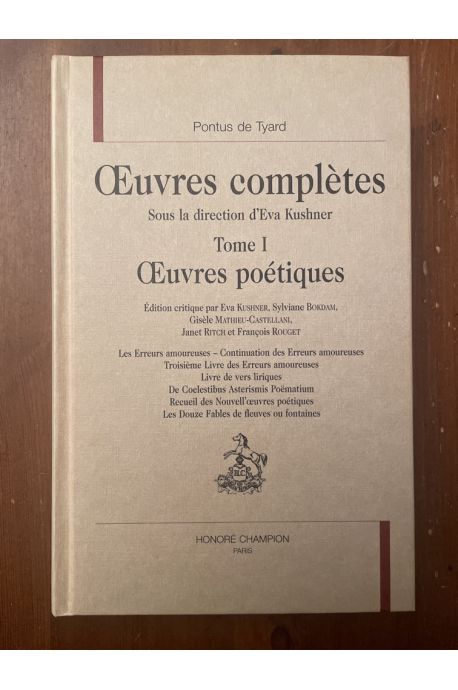 Pontus de Tyard
Œuvres complètes
Sous la direction d'Eva Kushner
Tome I
Œuvres poétiques
Édition critique par Eva KUSHNER, Sylviane BOKDAM,
Gisèle MATHIEU-CASTELLANI,
Janet RITCH et François ROUGET
Les Erreurs amoureuses – Continuation des Erreurs amoureuses
Troisième Livre des Erreurs amoureuses
Livre de vers liriques
De Coelestibus Asterismis Poëmatium
Recueil des Nouvell'œuvres poétiques
Les Douze Fables de fleuves ou fontaines
HONORÉ CHAMPION
PARIS